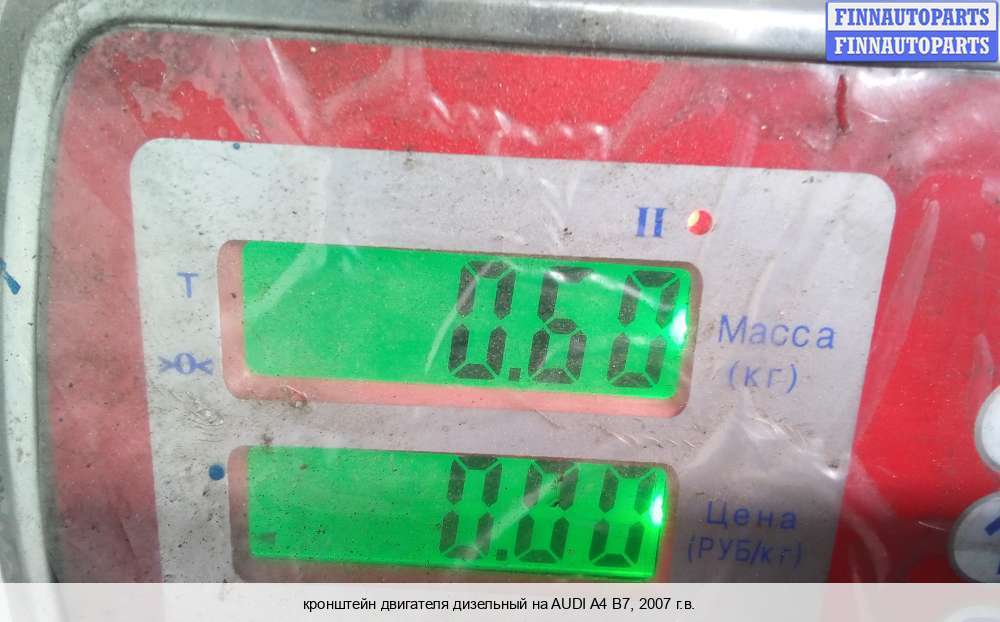 FINNAUTOPARTS
FINNAUTOPARTS
II
T
0.60
Масса
>0<
(кг)
0.00
Цена
(РУБ/кг)
кронштейн двигателя дизельный на AUDI A4 B7, 2007 г.в.